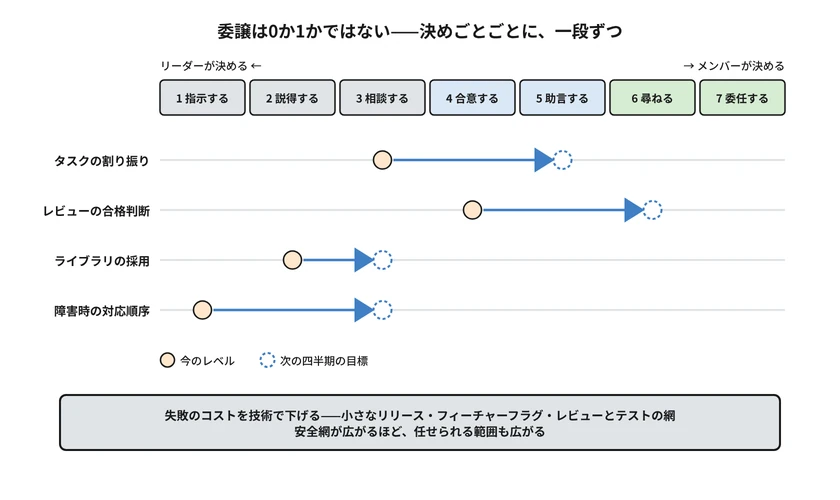 委譲は0か1かではない——決めごとごとに、一段ずつ
リーダーが決める ←
→ メンバーが決める
1 指示する
2 説得する
3 相談する
4 合意する
5 助言する
6 尋ねる
7 委任する
タスクの割り振り
レビューの合格判断
ライブラリの採用
障害時の対応順序
今のレベル
次の四半期の目標
失敗のコストを技術で下げる——小さなリリース・フィーチャーフラグ・レビューとテストの網
安全網が広がるほど、任せられる範囲も広がる